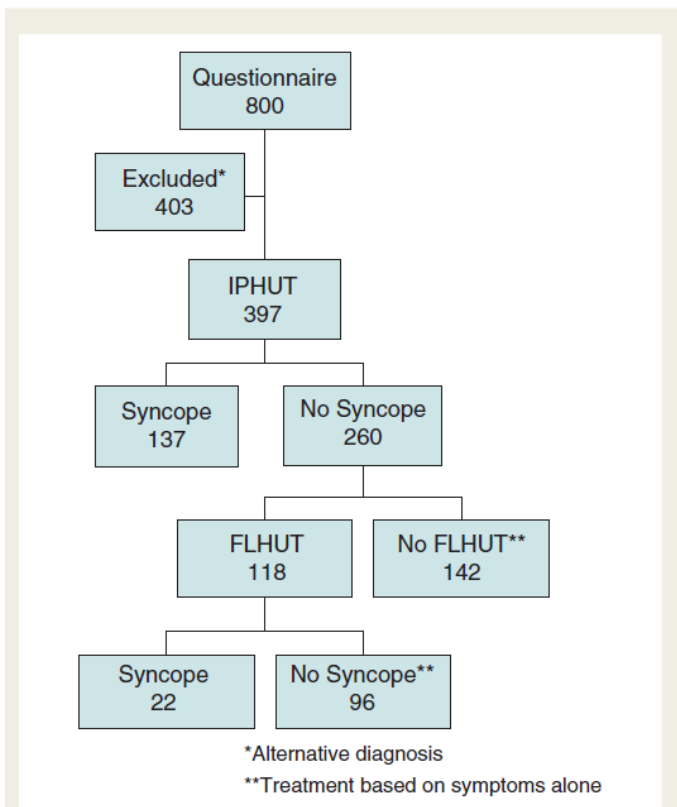 Questionnaire
800
Excluded*
403
IPHUT
397
Syncope
137
No Syncope
260
FLHUT
118
No FLHUT**
142
Syncope
22
No Syncope**
96
*Alternative diagnosis
**Treatment based on symptoms alone